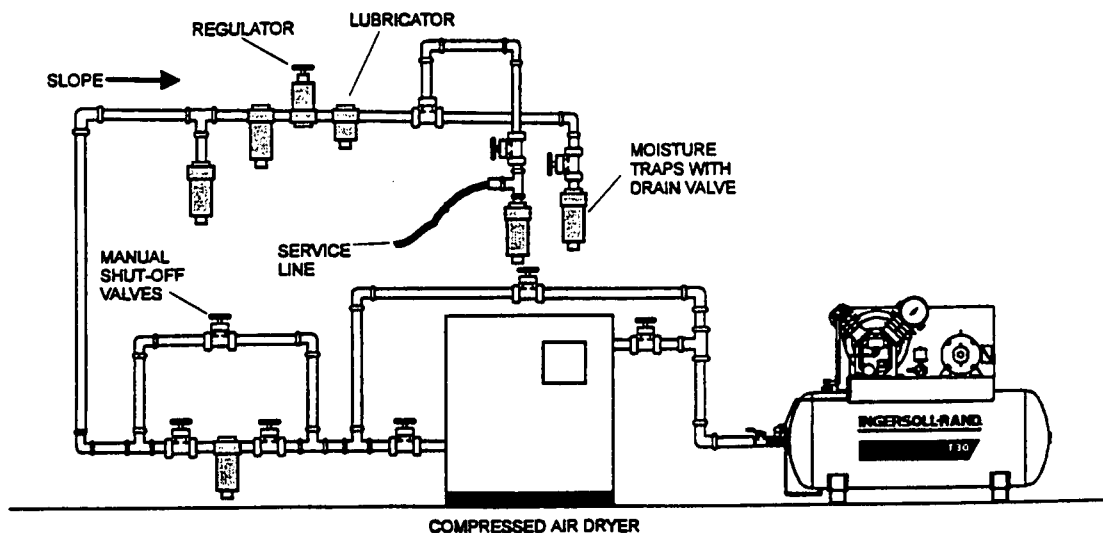 LUBRICATOR
REGULATOR
SLOPE
MOISTURE
TRAPS WITH
DRAIN VALVE
SERVICE
LINE
MANUAL
SHUT-OFF
VALVES
INGERSOLL-RAND
T30
COMPRESSED AIR DRYER